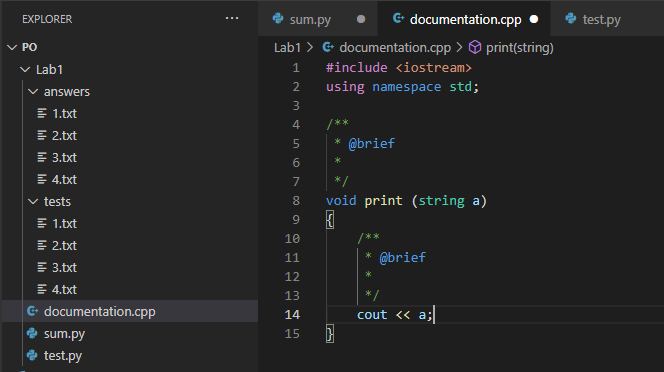 EXPLORER
...
PO
Lab1
answers
1.txt
2.txt
3.txt
4.txt
tests
1.txt
2.txt
3.txt
4.txt
documentation.cpp
sum.py
test.py
sum.py
documentation.cpp
test.py
Lab1 > documentation.cpp > print(string)
1 #include <iostream>
2 using namespace std;
3
4 /**
5  * @brief
6  *
7  */
8 void print (string a)
9 {
10     /**
11      * @brief
12      *
13      */
14     cout << a;
15 }